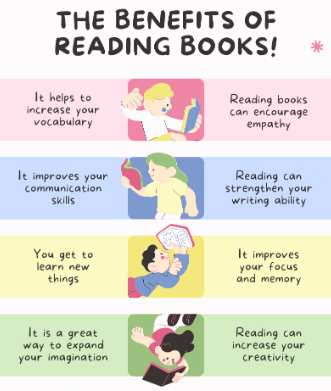 THE BENEFITS OF
READING BOOKS!
It helps to
increase your
vocabulary
Reading books
can encourage
empathy
It improves your
communication
skills
Reading can
strengthen your
writing ability
You get to
learn new
things
It improves
your focus
and memory
It is a great
way to expand
your imagination
Reading can
increase your
creativity